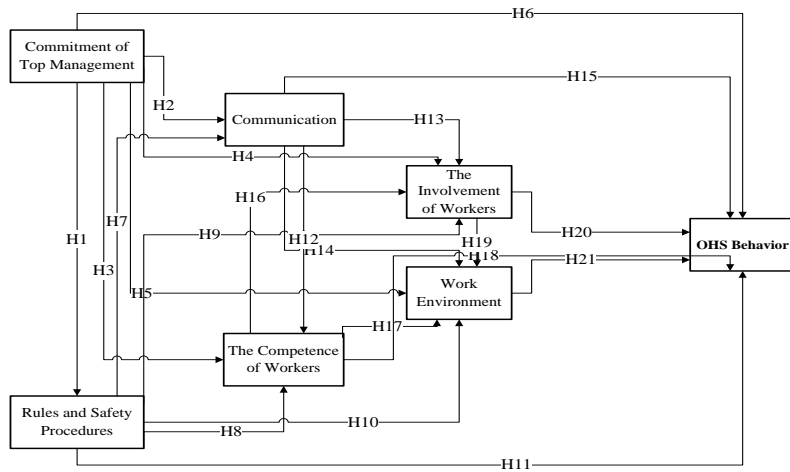 H6
Commitment of
Top Management
H15
H2
Communication
H13
H4
The
Involvement
of Workers
H16
H7
H20
H1
H9
H12
H19
OHS Behavior
H3
H14
H18
H21
H5
Work
Environment
H17
The Competence
of Workers
Rules and Safety
Procedures
H8
H10
H11